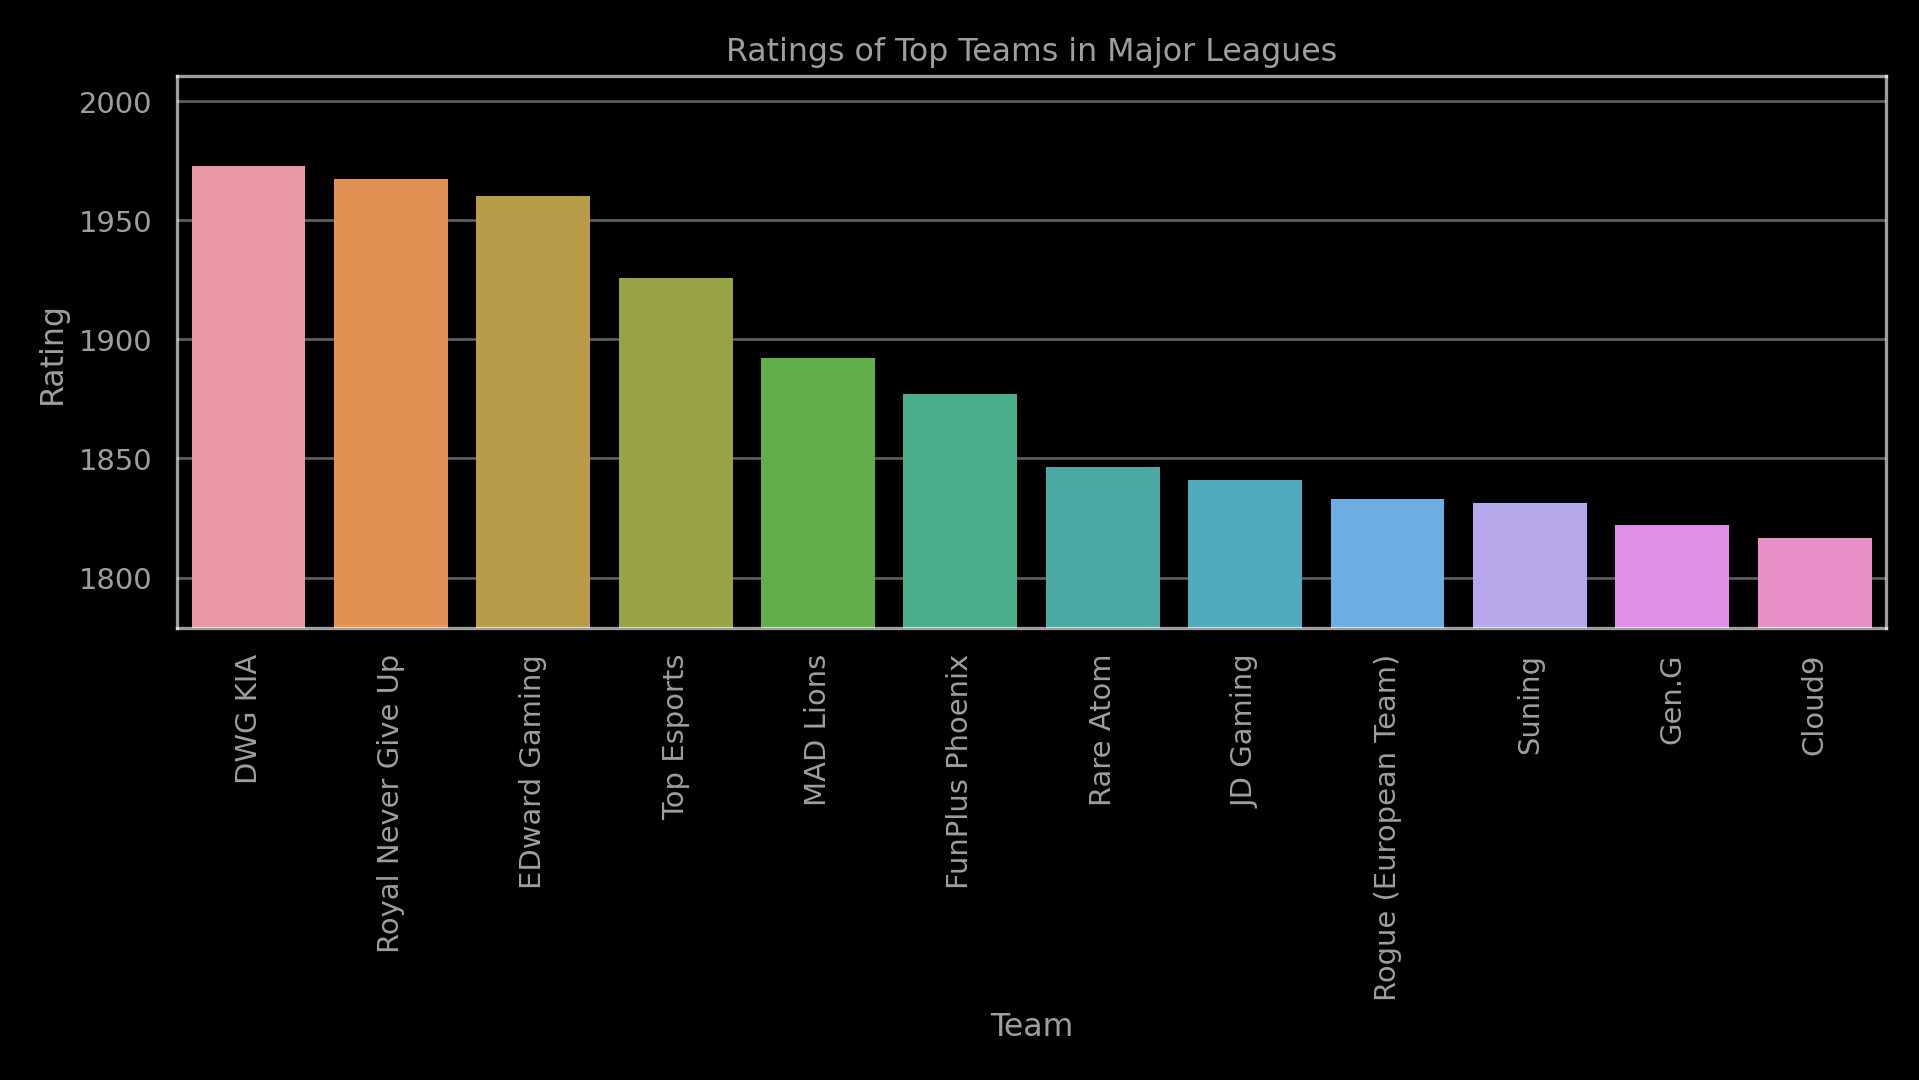 Ratings of Top Teams in Major Leagues
2000
1950
1900
1850
1800
Rating
DWG KIA
Royal Never Give Up
EDward Gaming
Top Esports
MAD Lions
FunPlus Phoenix
Rare Atom
JD Gaming
Rogue (European Team)
Suning
Gen.G
Cloud9
Team